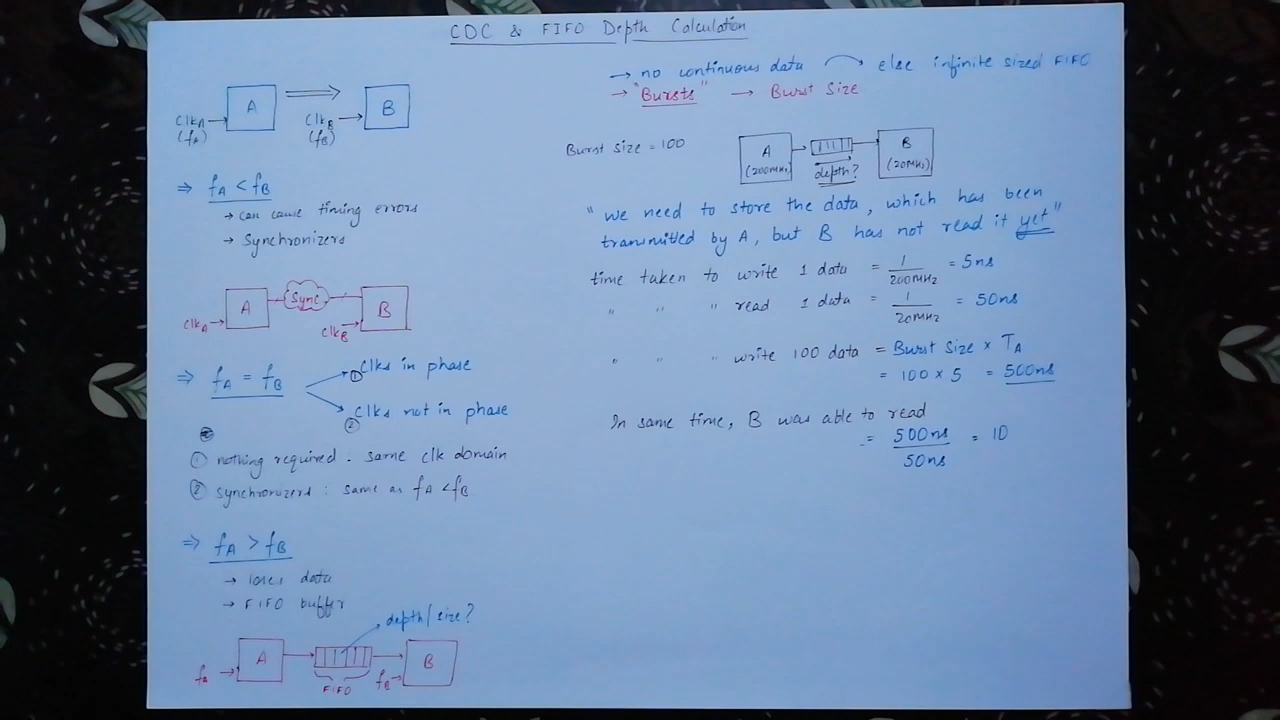 CDC & FIFO Depth Calculation
A
B
ClkA
(fA)
ClkB
(fB)
⇒ fA < fB
→ can cause timing errors
→ Synchronizers
A
Sync
B
ClkA
ClkB
⇒ fA = fB
① Clks in phase
② Clks not in phase
① nothing required. same clk domain
② synchronizers : same as fA < fB
⇒ fA > fB
→ loses data
→ FIFO buffer
depth/size?
A
B
fA
FIFO
fB
→ no continuous data → else infinite sized FIFO
→ "Bursts" → Burst Size
Burst Size = 100
A
(200MHz)
depth?
B
(20MHz)
"we need to store the data, which has been
transmitted by A, but B has not read it yet"
time taken to write 1 data = 1/200MHz = 5ns
" " " read 1 data = 1/20MHz = 50ns
" " " write 100 data = Burst Size × TA
= 100 × 5 = 500ns
In same time, B was able to read
= 500ns/50ns = 10